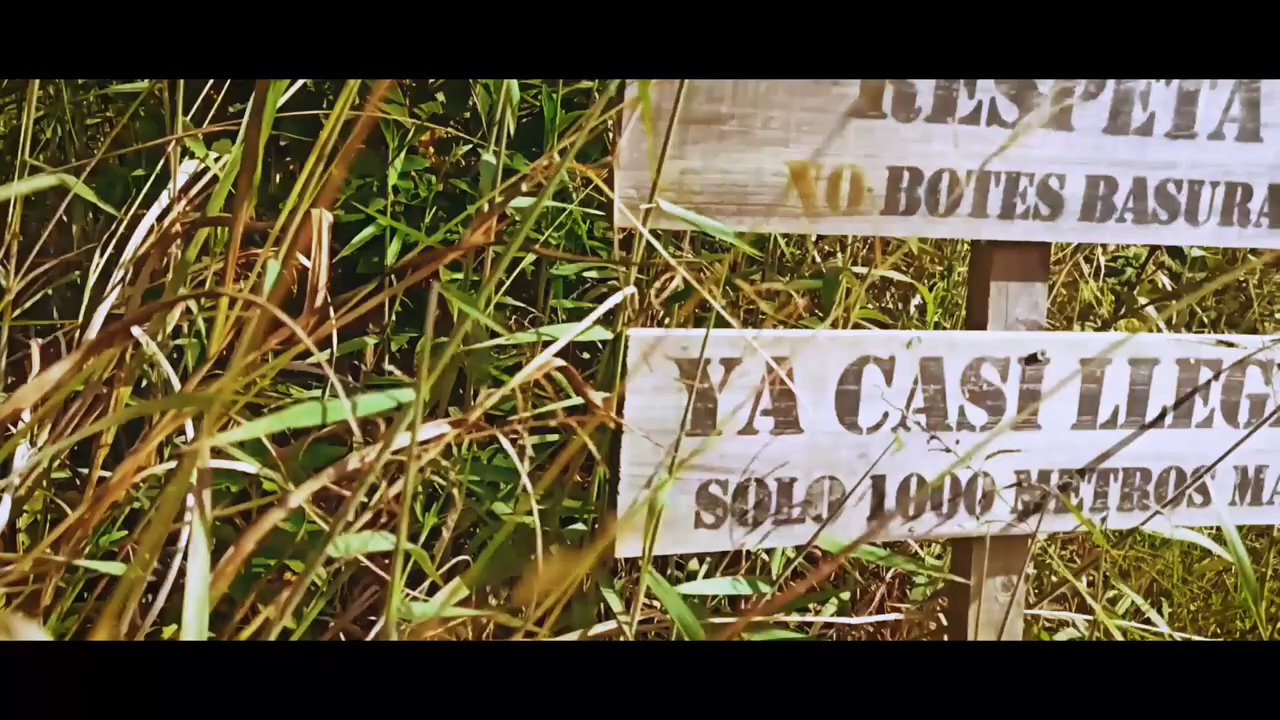 RESPETA
NO BOTES BASURA
YA CASI LLEG
SOLO 1000 METROS MA